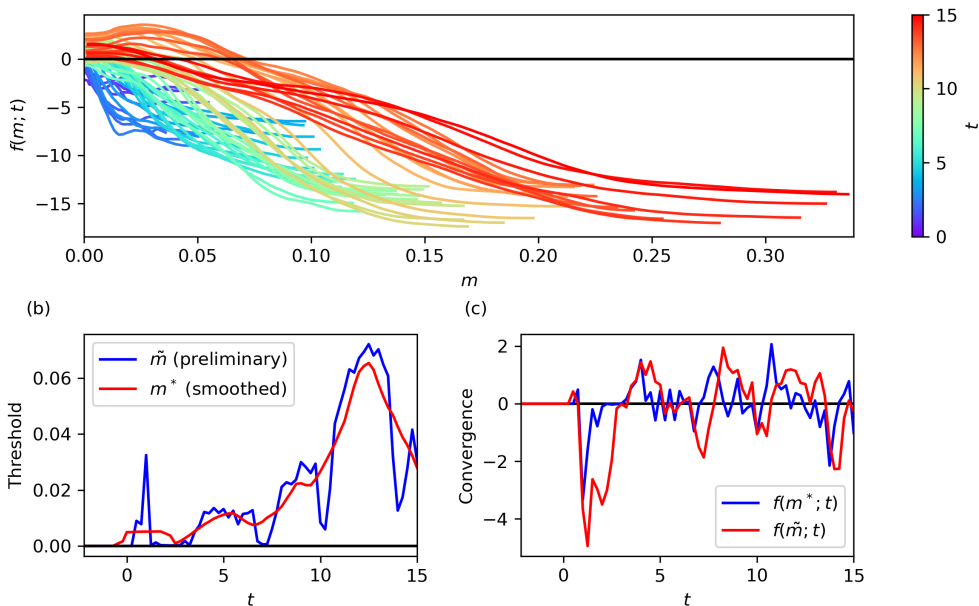 0
−5
−10
−15
f(m; t)
0.00
0.05
0.10
0.15
0.20
0.25
0.30
m
15
10
5
0
t
(b)
(c)
0.06
0.04
0.02
0.00
Threshold
m̃ (preliminary)
m* (smoothed)
0
5
10
15
t
2
0
−2
−4
Convergence
f(m*; t)
f(m̃; t)
0
5
10
15
t